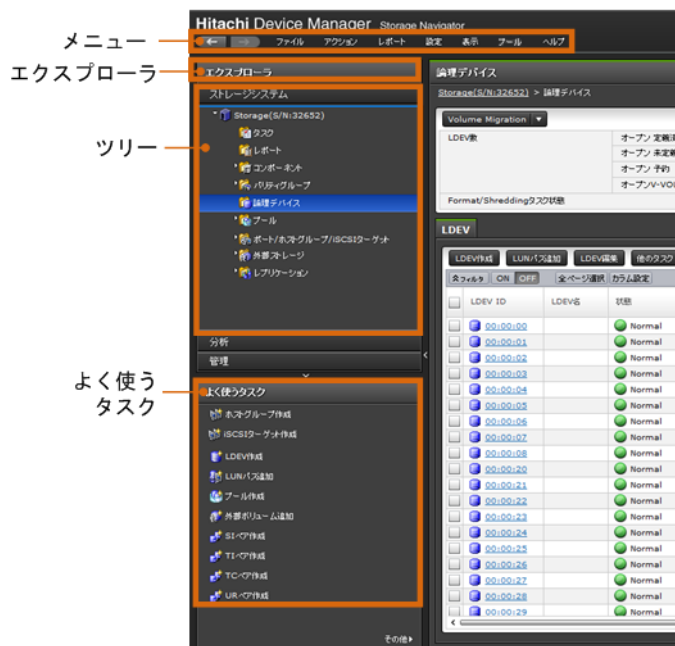 Hitachi Device Manager Storage Navigator
メニュー
ファイル アクション レポート 設定 表示 ツール ヘルプ
エクスプローラ
エクスプローラ
ストレージシステム
ツリー
Storage(S/N:32652)
タスク
レポート
コンポーネント
パリティグループ
論理デバイス
プール
ポート/ホストグループ/iSCSIターゲット
外部ストレージ
レプリケーション
分析
管理
よく使う
タスク
よく使うタスク
ホストグループ作成
iSCSIターゲット作成
LDEV作成
LUNパス追加
プール作成
外部ボリューム追加
SIペア作成
TIペア作成
TCペア作成
URペア作成
その他
論理デバイス
Storage(S/N:32652) > 論理デバイス
Volume Migration
LDEV数
オープン 定義済
オープン 未定義
オープン 予約
オープンV-VOL
Format/Shreddingタスク状態
LDEV
LDEV作成 LUNパス追加 LDEV編集 他のタスク
フィルタ ON OFF 全ページ選択 カラム設定
LDEV ID LDEV名 状態
00:00:00 Normal
00:00:01 Normal
00:00:02 Normal
00:00:03 Normal
00:00:04 Normal
00:00:05 Normal
00:00:06 Normal
00:00:07 Normal
00:00:08 Normal
00:00:20 Normal
00:00:21 Normal
00:00:22 Normal
00:00:23 Normal
00:00:24 Normal
00:00:25 Normal
00:00:26 Normal
00:00:27 Normal
00:00:28 Normal
00:00:29 Normal